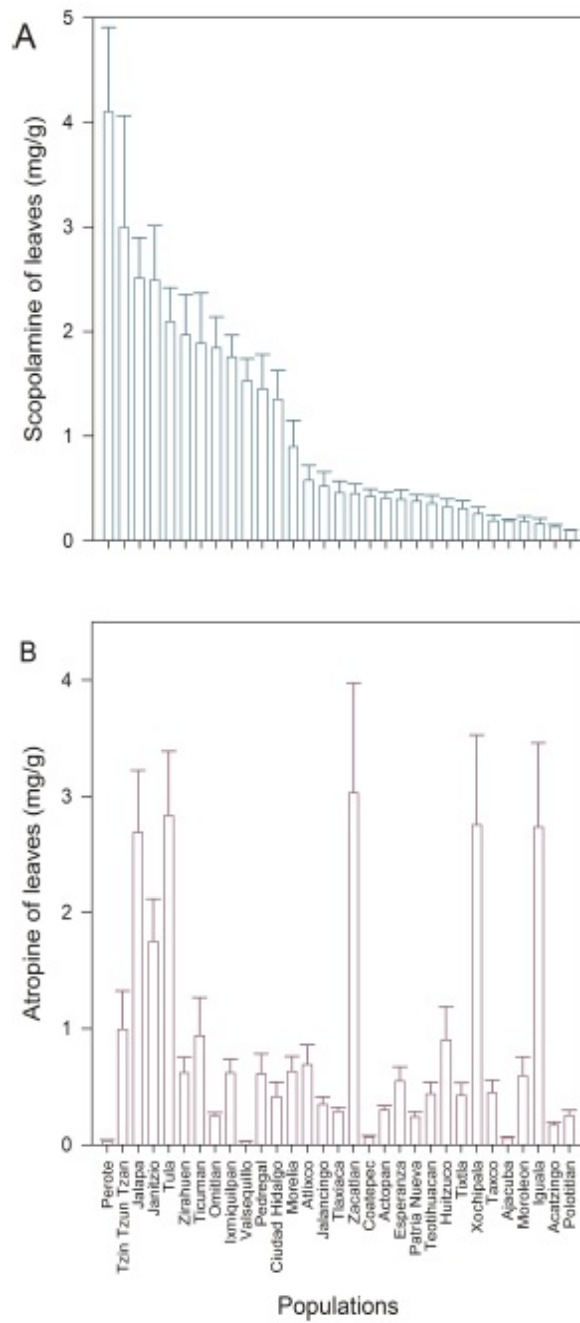 A
Scopolamine of leaves (mg/g)
5
4
3
2
1
0
B
Atropine of leaves (mg/g)
4
3
2
1
0
Perote
Tzin Tzun Tzan
Jalapa
Janitzio
Tula
Zirahuen
Ticuman
Omitlan
Ixmiquilpan
Valsequillo
Pedregal
Ciudad Hidalgo
Morelia
Atlixco
Jalancingo
Tlaxiaca
Zacatlan
Coatepec
Actopan
Esperanza
Patria Nueva
Teotihuacan
Huitzuco
Tixtla
Xochipala
Taxco
Ajacuba
Moroleon
Iguala
Acatzingo
Polotitlan
Populations